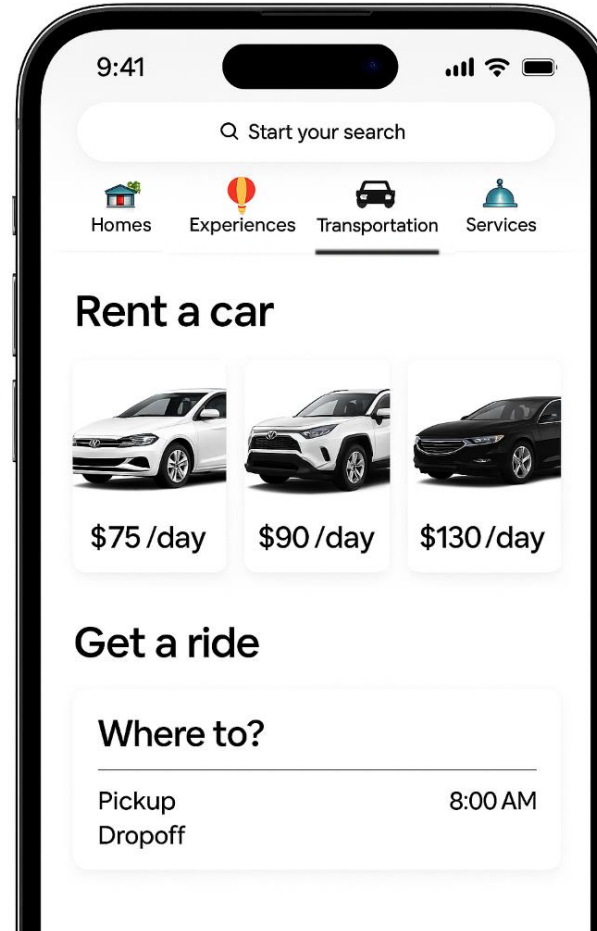 9:41
Start your search
Homes Experiences Transportation Services
Rent a car
$75 /day $90 /day $130/day
Get a ride
Where to?
Pickup 8:00 AM
Dropoff